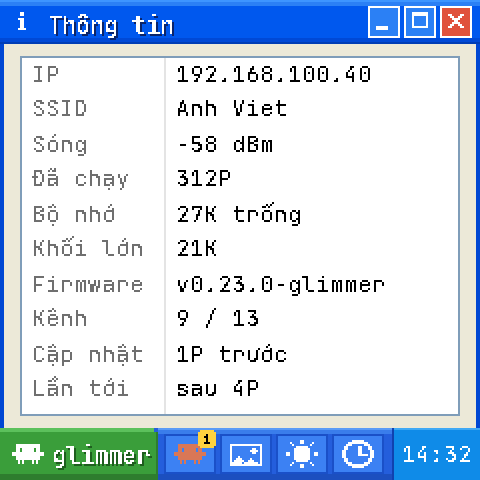 i Thông tin
IP 192.168.100.40
SSID Anh Viet
Sóng -58 dBm
Đã chạy 312P
Bộ nhớ 27K trống
Khối lớn 21K
Firmware v0.23.0-glimmer
Kênh 9 / 13
Cập nhật 1P trước
Lần tới sau 4P
glimmer 1 14:32